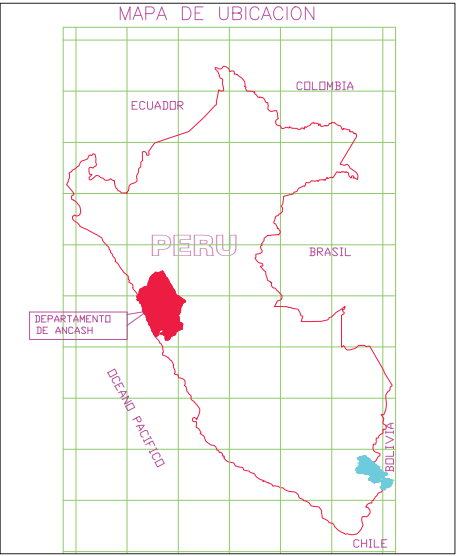 MAPA DE UBICACION
COLOMBIA
ECUADOR
PERU
BRASIL
DEPARTAMENTO
DE ANCASH
OCEANO PACIFICO
BOLIVIA
CHILE